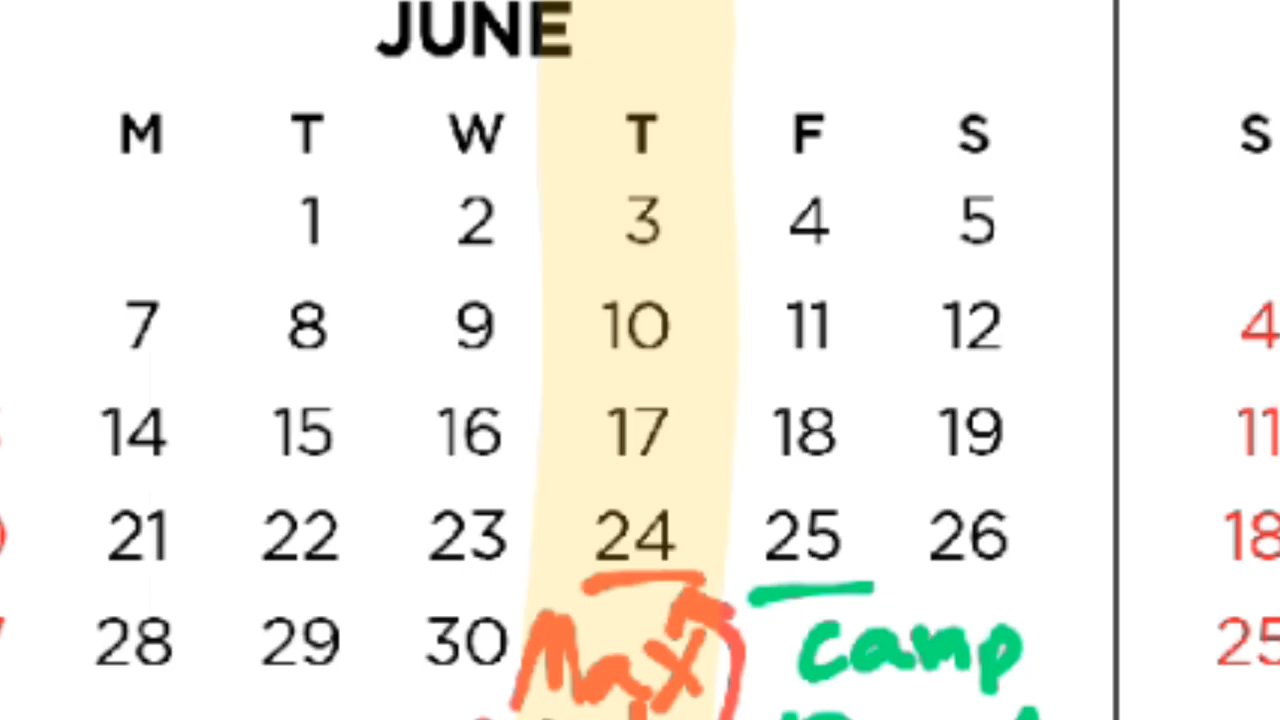 JUNE
M T W T F S S
1 2 3 4 5
7 8 9 10 11 12 4
14 15 16 17 18 19 11
21 22 23 24 25 26 18
28 29 30 Max camp 25